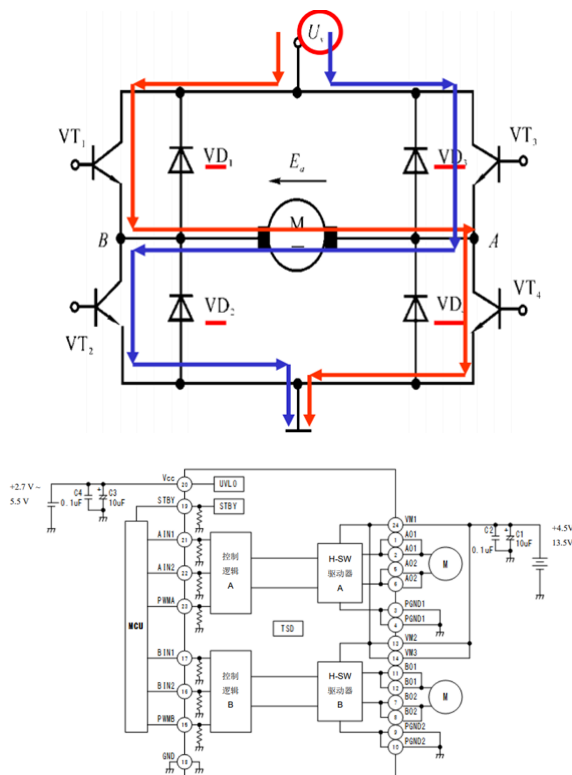 Us
VT1
VD1
VD3
VT3
Ea
M
B
A
VD2
VD
VT4
VT2
+2.7 V ~
5.5 V
C4
0.1uF
C3
10uF
Vcc
20
UVLO
STBY
19
STBY
AIN1
21
AIN2
22
PWMA
23
控制
逻辑
A
H-SW
驱动器
A
MCU
TSD
BIN1
17
BIN2
16
PWMB
15
控制
逻辑
B
H-SW
驱动器
B
GND
18
VM1
24
AO1
1
AO1
2
AO2
5
AO2
6
M
PGND1
3
PGND1
4
VM2
13
VM3
14
BO1
11
BO1
12
BO2
7
BO2
8
M
PGND2
9
PGND2
10
C2
0.1uF
C1
10uF
+4.5V
13.5V